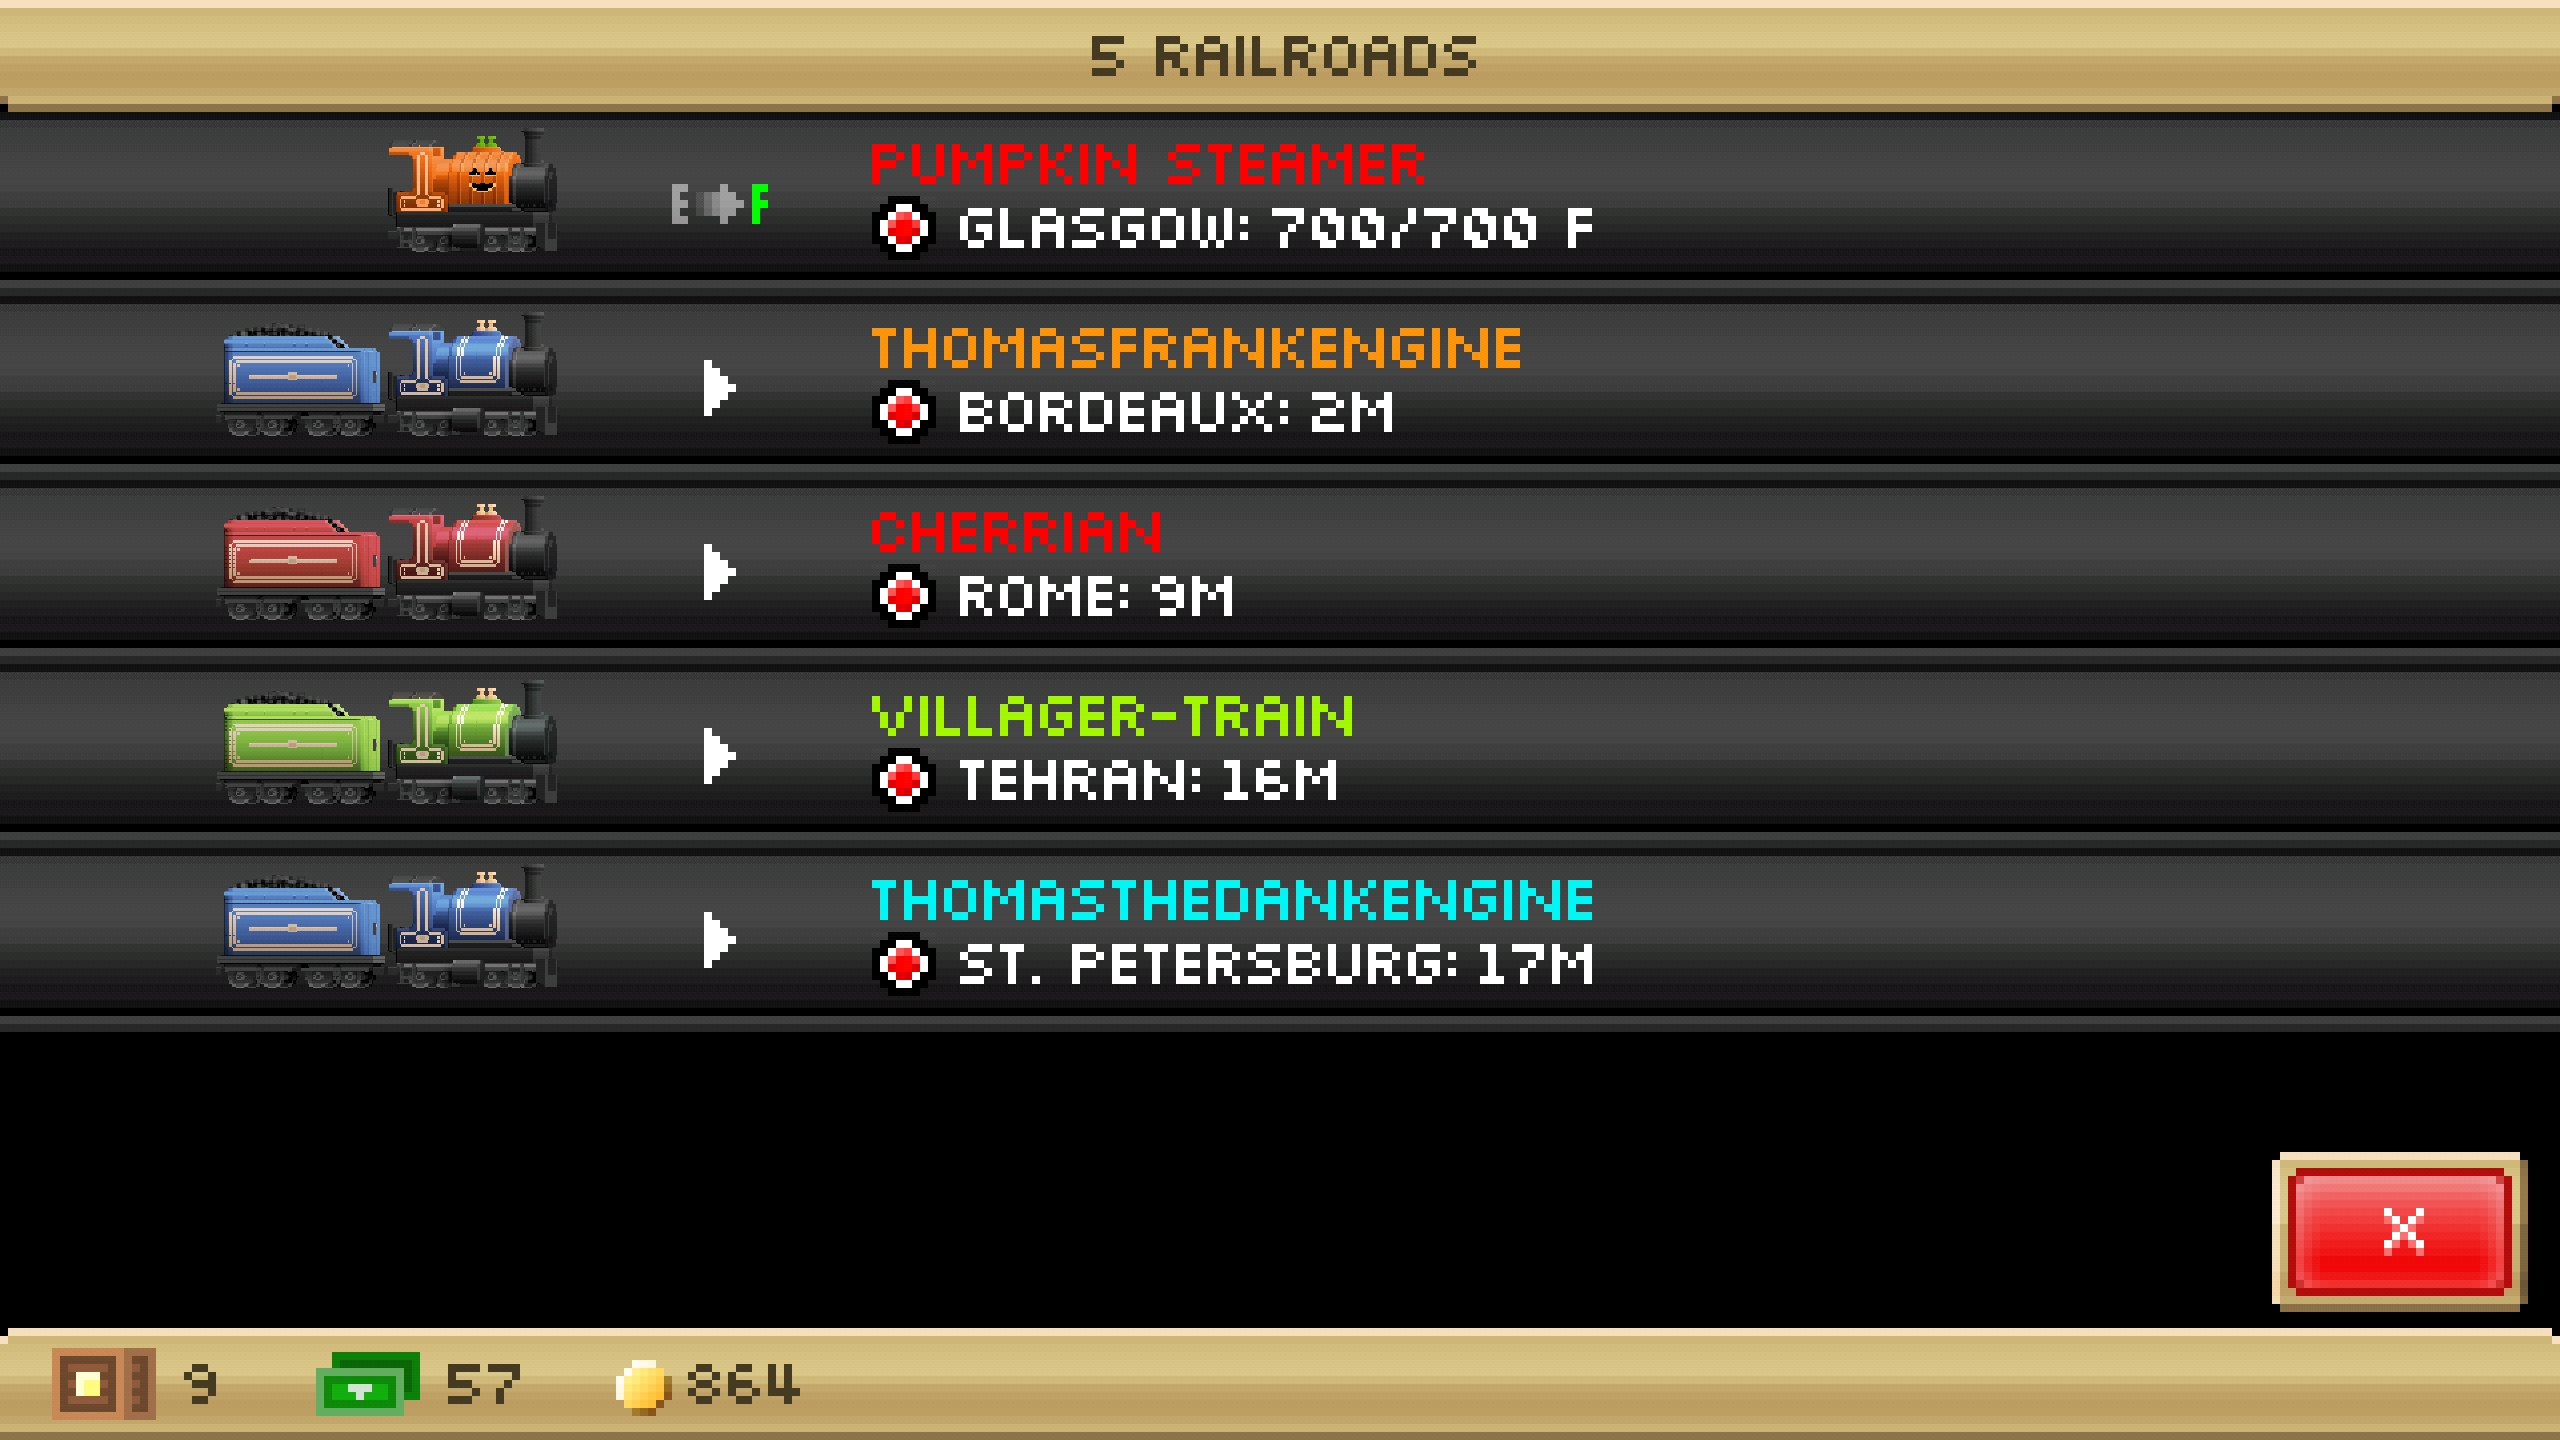 5 RAILROADS
PUMPKIN STEAMER
E F
GLASGOW: 700/700 F
THOMASFRANKENGINE
BORDEAUX: 2M
CHERRIAN
ROME: 9M
VILLAGER-TRAIN
TEHRAN: 16M
THOMASTHEDANKENGINE
ST. PETERSBURG: 17M
X
9 57 864